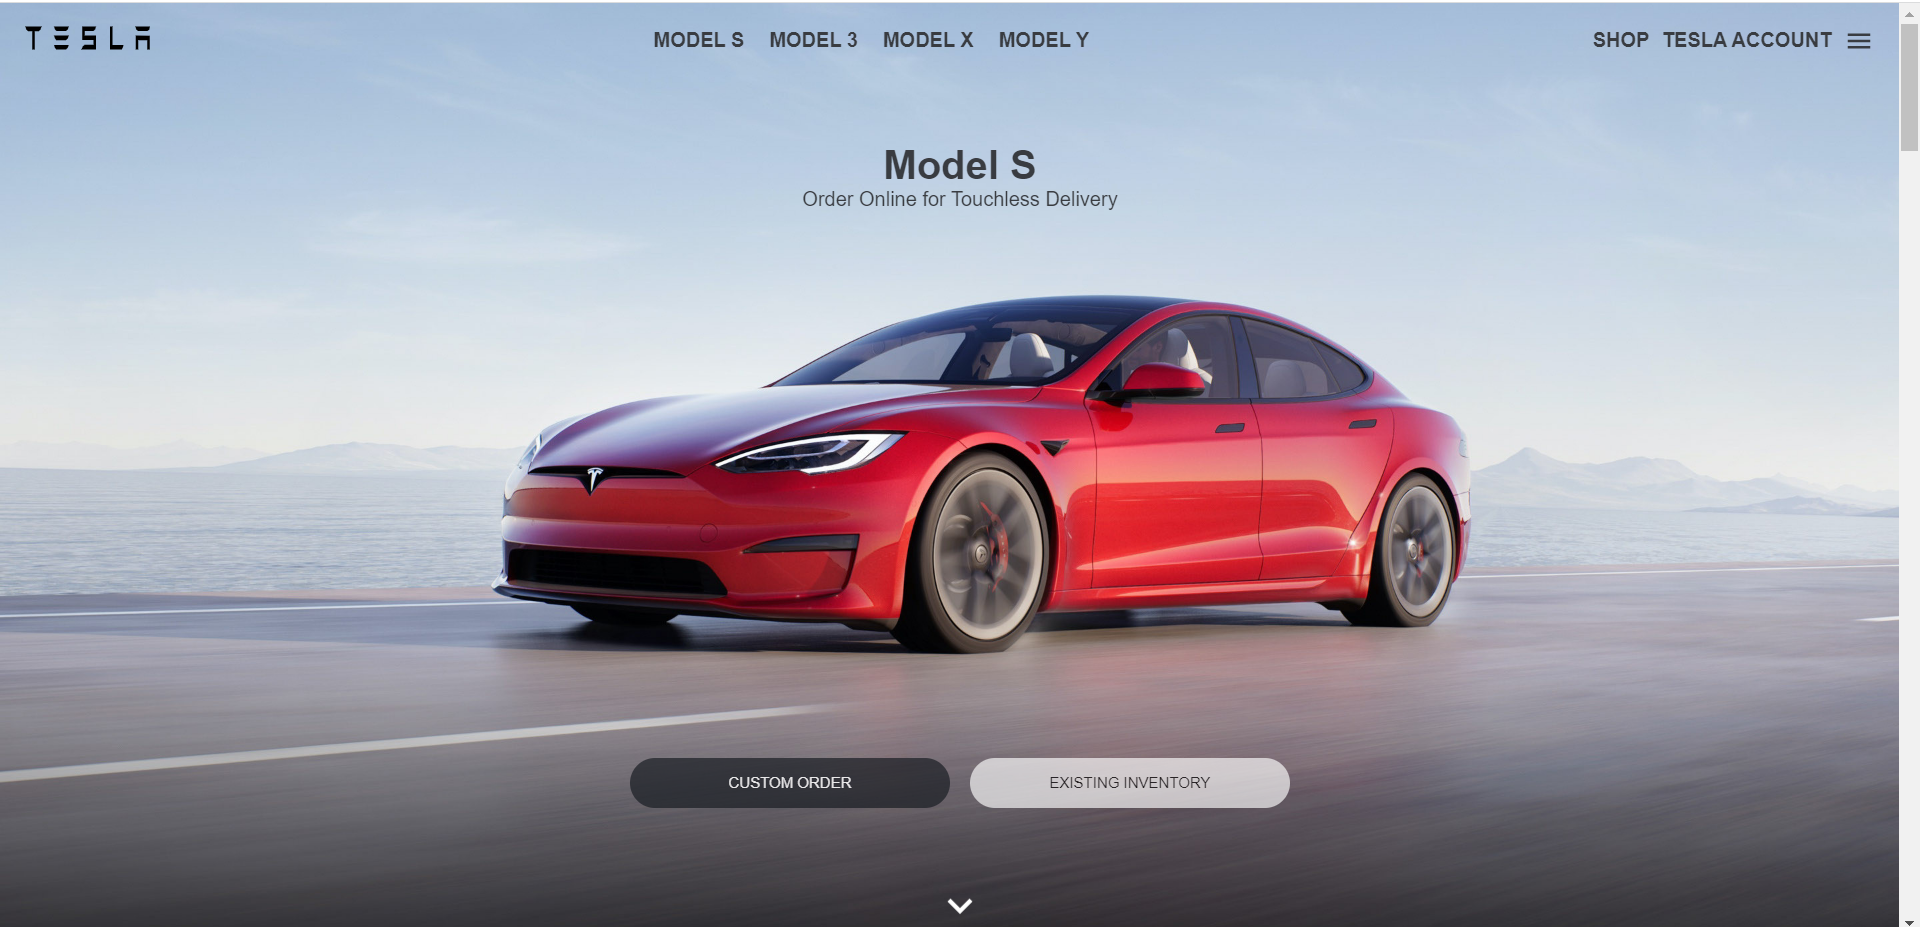 TESLA
MODEL S MODEL 3 MODEL X MODEL Y
SHOP TESLA ACCOUNT
Model S
Order Online for Touchless Delivery
CUSTOM ORDER
EXISTING INVENTORY